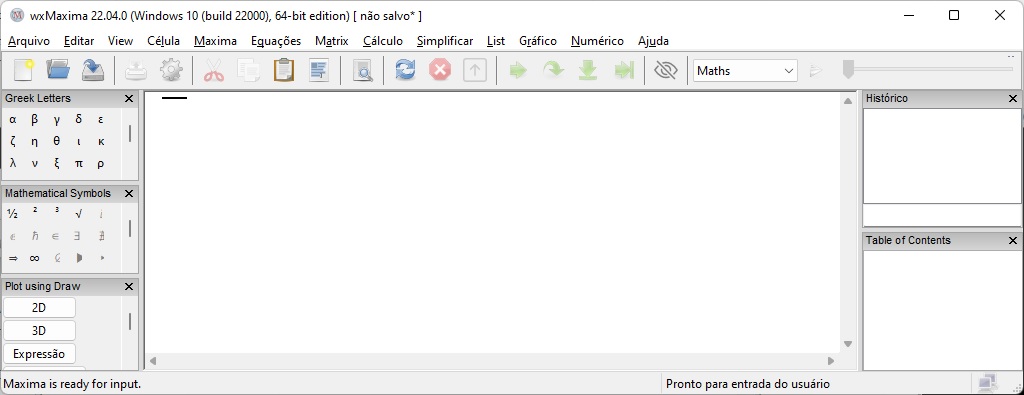 wxMaxima 22.04.0 (Windows 10 (build 22000), 64-bit edition) [ não salvo* ]
Arquivo Editar View Célula Maxima Equações Matrix Cálculo Simplificar List Gráfico Numérico Ajuda
Maths
Greek Letters
α β γ δ ε
ζ η θ ι κ
λ ν ξ π ρ
Mathematical Symbols
½ ² ³ √ ⅈ
ⅇ ℏ ∈ ∃ ∄
⇒ ∞
Plot using Draw
2D
3D
Expressão
Histórico
Table of Contents
Maxima is ready for input.
Pronto para entrada do usuário